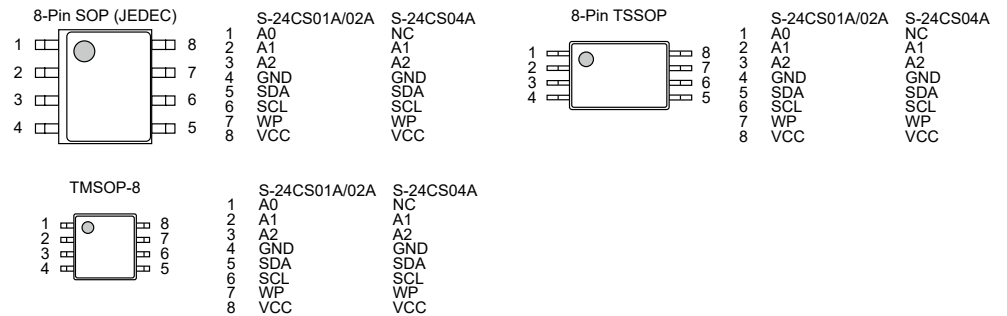 8-Pin SOP (JEDEC)
1 8
2 7
3 6
4 5
S-24CS01A/02A S-24CS04A
1 A0 NC
2 A1 A1
3 A2 A2
4 GND GND
5 SDA SDA
6 SCL SCL
7 WP WP
8 VCC VCC
8-Pin TSSOP
1 8
2 7
3 6
4 5
S-24CS01A/02A S-24CS04A
1 A0 NC
2 A1 A1
3 A2 A2
4 GND GND
5 SDA SDA
6 SCL SCL
7 WP WP
8 VCC VCC
TMSOP-8
1 8
2 7
3 6
4 5
S-24CS01A/02A S-24CS04A
1 A0 NC
2 A1 A1
3 A2 A2
4 GND GND
5 SDA SDA
6 SCL SCL
7 WP WP
8 VCC VCC